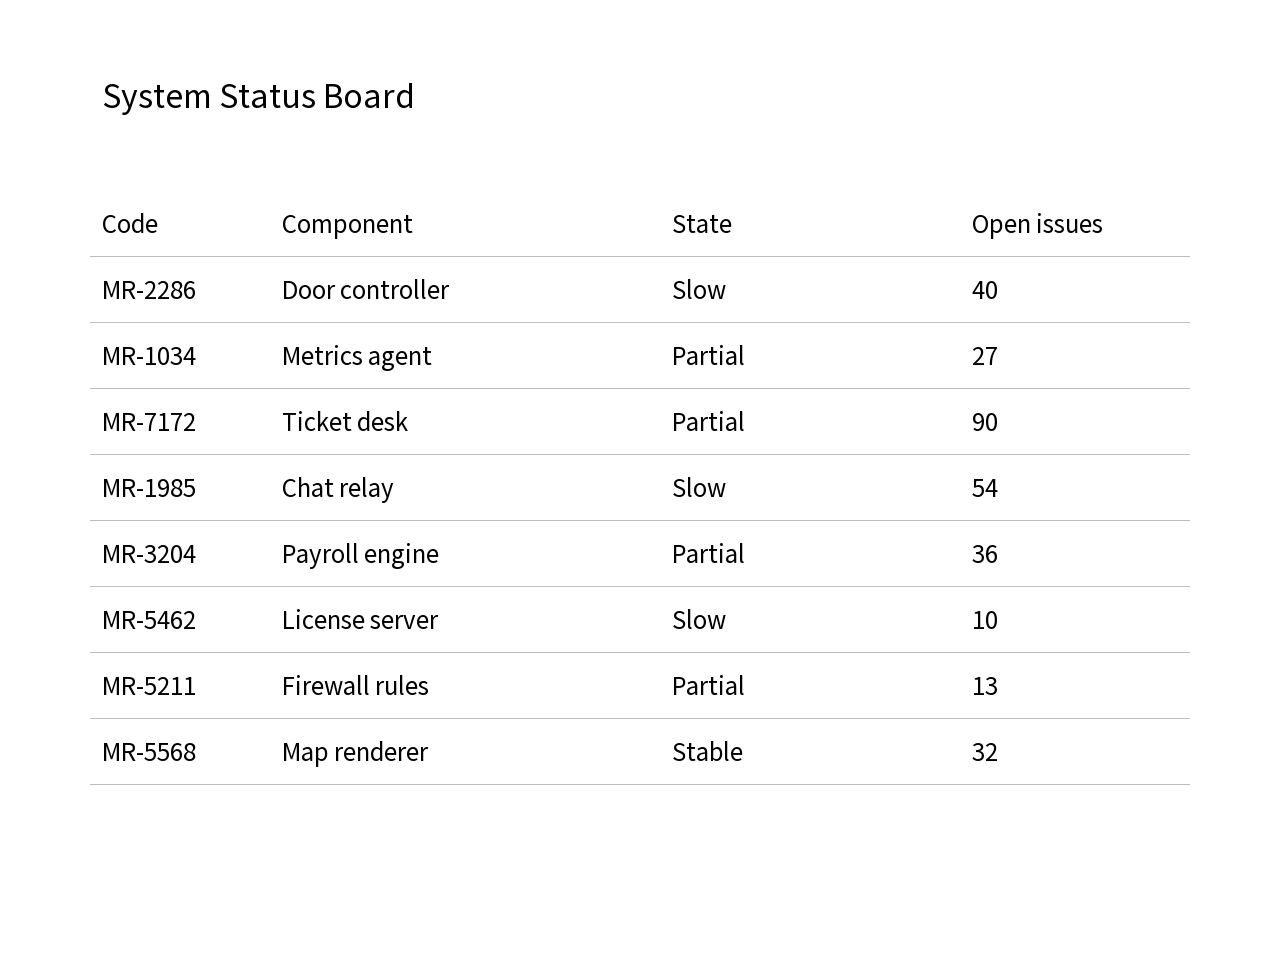 System Status Board
Code Component State Open issues
MR-2286 Door controller Slow 40
MR-1034 Metrics agent Partial 27
MR-7172 Ticket desk Partial 90
MR-1985 Chat relay Slow 54
MR-3204 Payroll engine Partial 36
MR-5462 License server Slow 10
MR-5211 Firewall rules Partial 13
MR-5568 Map renderer Stable 32